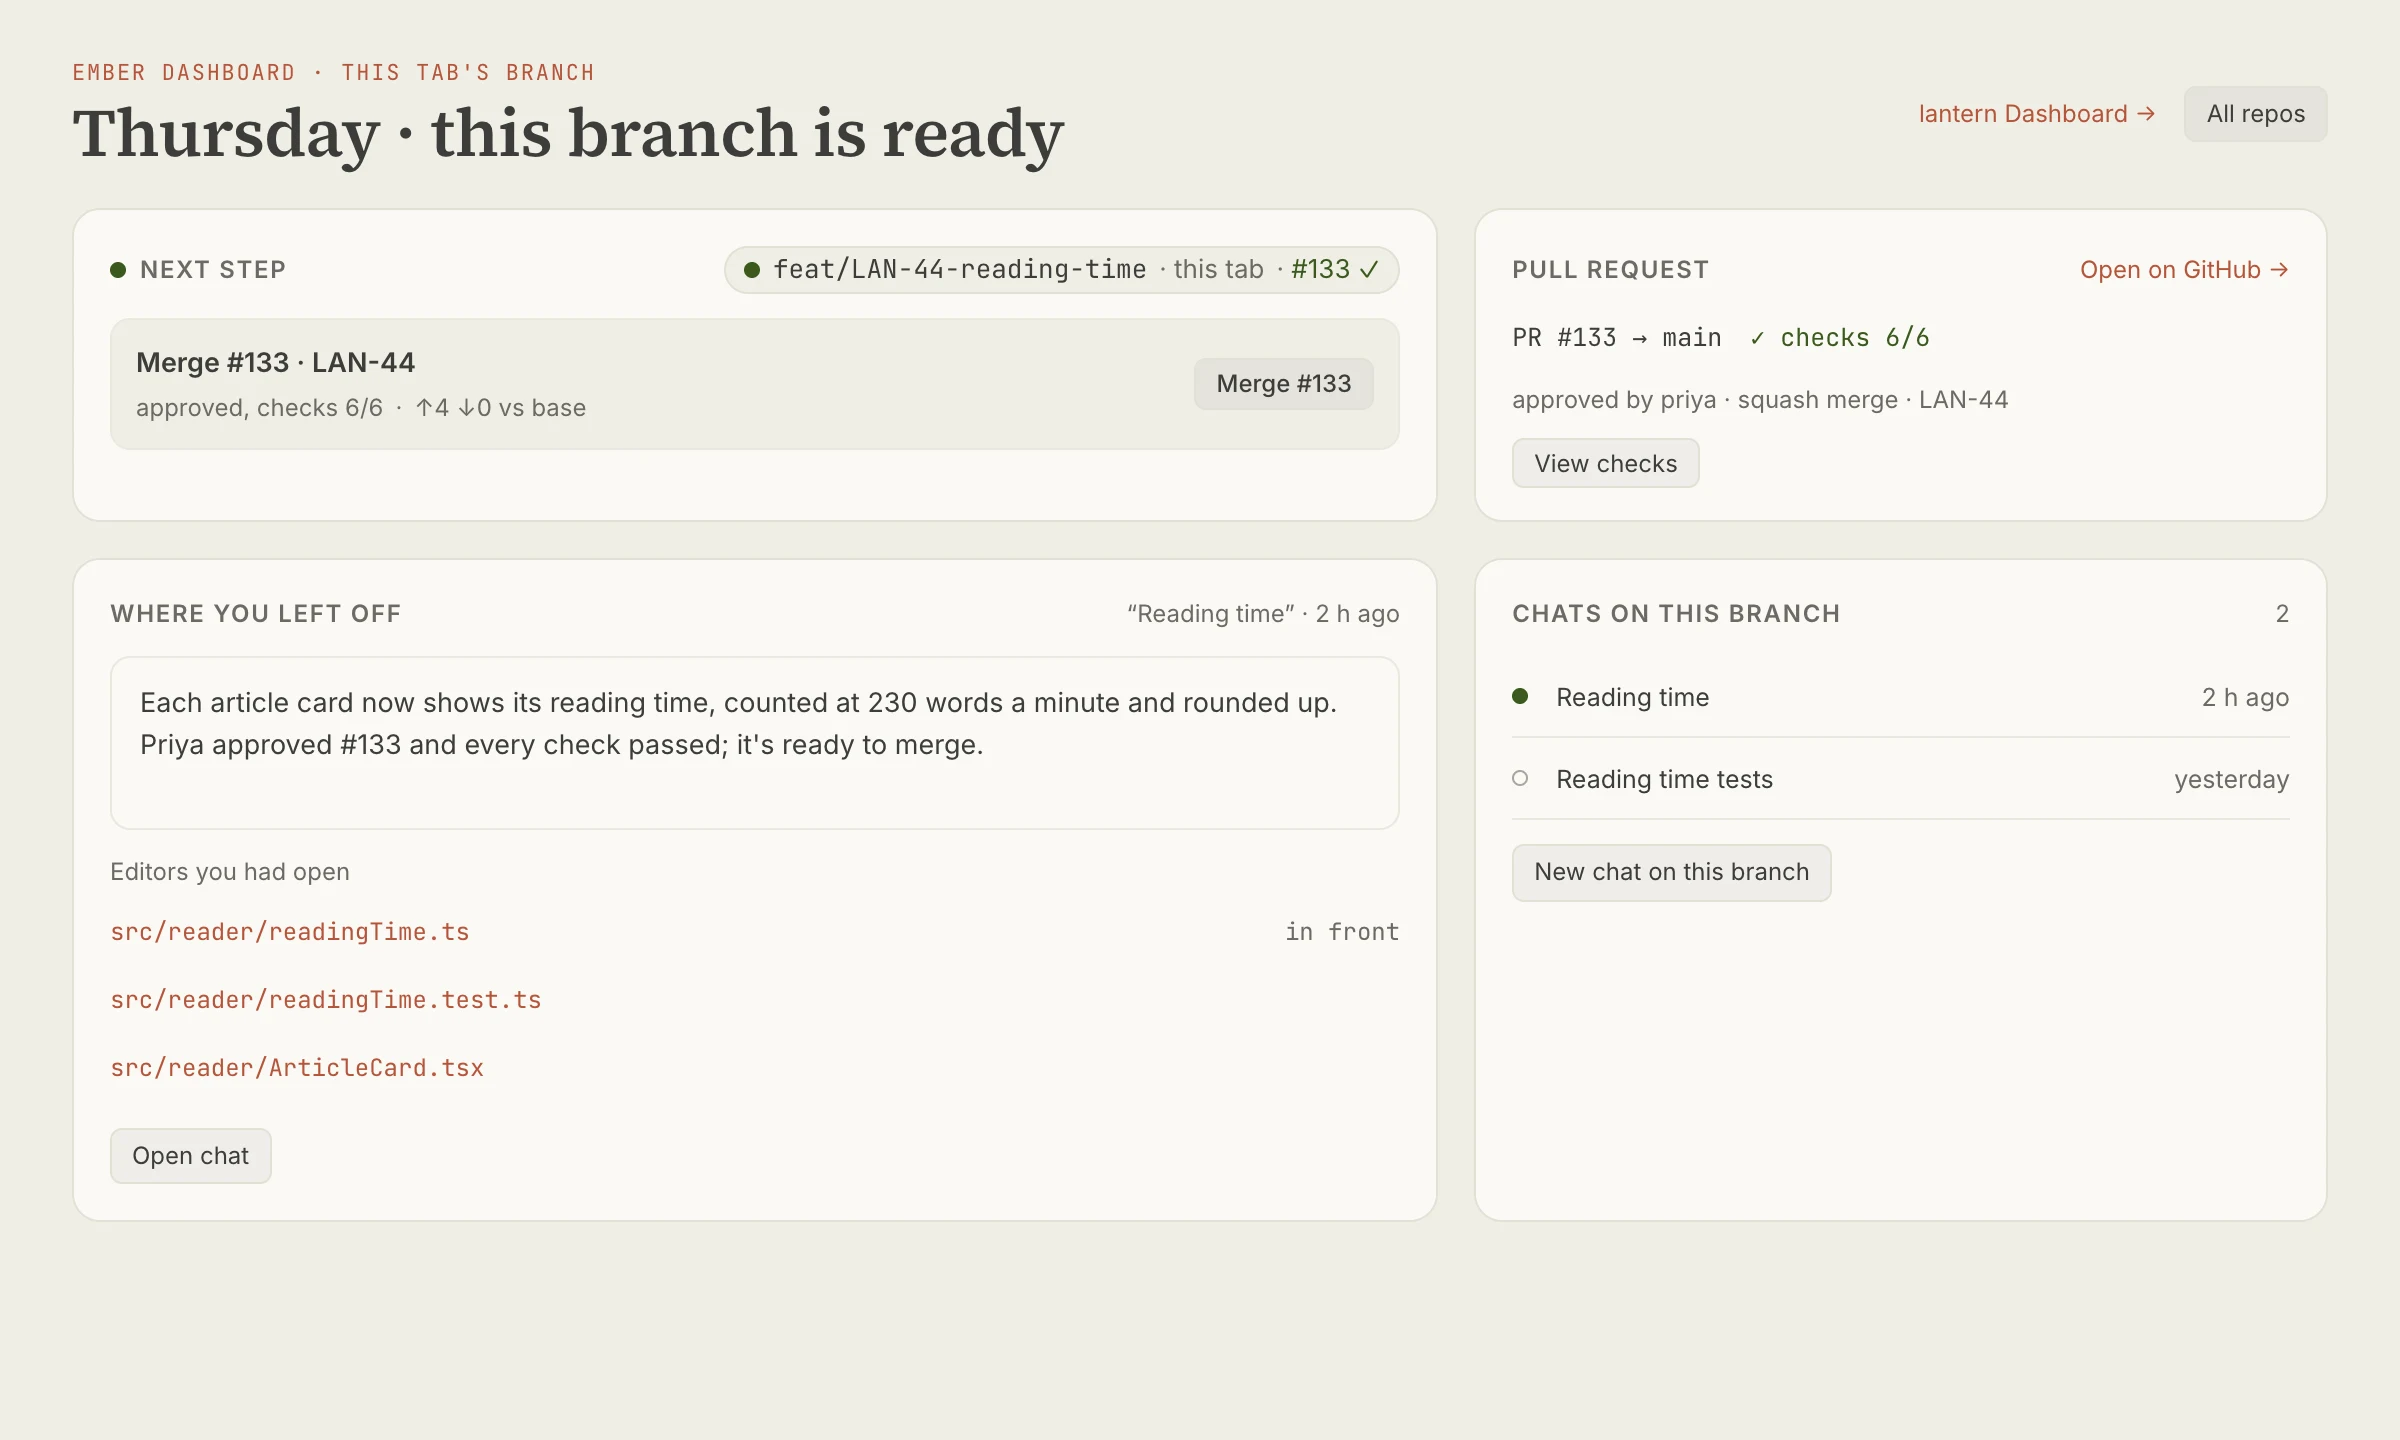 EMBER DASHBOARD · THIS TAB'S BRANCH
Thursday · this branch is ready
lantern Dashboard →
All repos
NEXT STEP
feat/LAN-44-reading-time · this tab · #133 ✓
Merge #133 · LAN-44
approved, checks 6/6 · ↑4 ↓0 vs base
Merge #133
PULL REQUEST
Open on GitHub →
PR #133 → main ✓ checks 6/6
approved by priya · squash merge · LAN-44
View checks
WHERE YOU LEFT OFF
“Reading time” · 2 h ago
Each article card now shows its reading time, counted at 230 words a minute and rounded up.
Priya approved #133 and every check passed; it's ready to merge.
Editors you had open
src/reader/readingTime.ts
in front
src/reader/readingTime.test.ts
src/reader/ArticleCard.tsx
Open chat
CHATS ON THIS BRANCH
2
Reading time
2 h ago
Reading time tests
yesterday
New chat on this branch